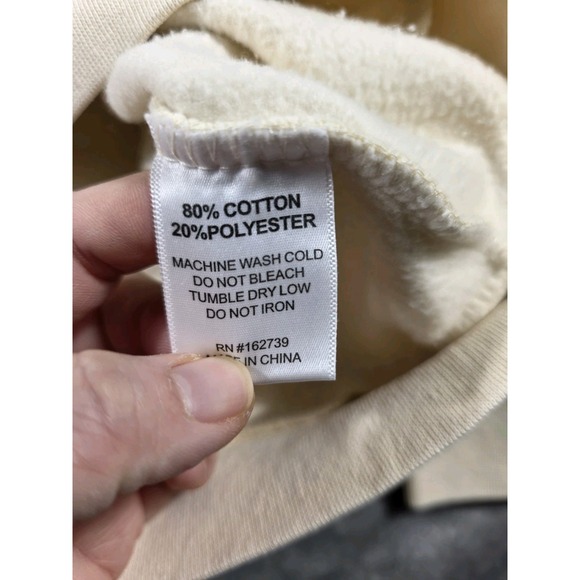 80% COTTON
20%POLYESTER
MACHINE WASH COLD
DO NOT BLEACH
TUMBLE DRY LOW
DO NOT IRON
RN #162739
IN CHINA